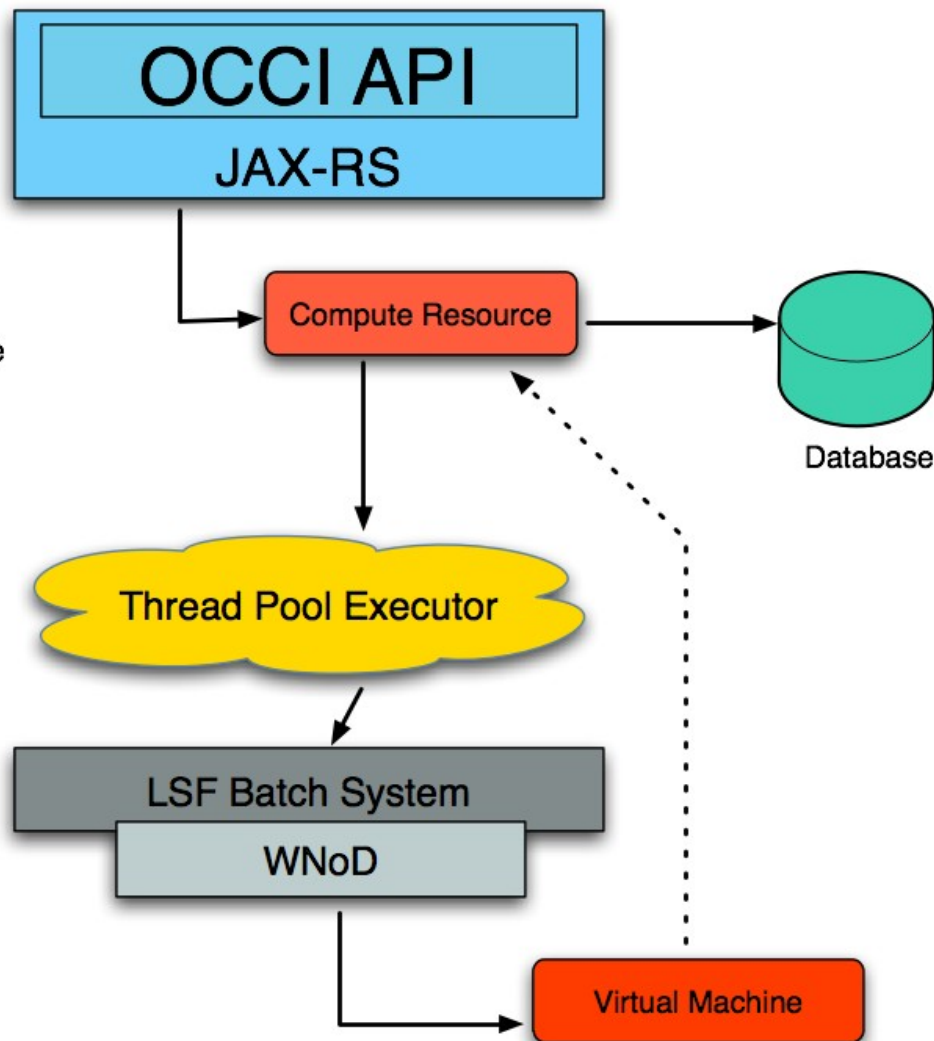 OCCI API
JAX-RS
Compute Resource
e
Database
Thread Pool Executor
LSF Batch System
WNoD
Virtual Machine